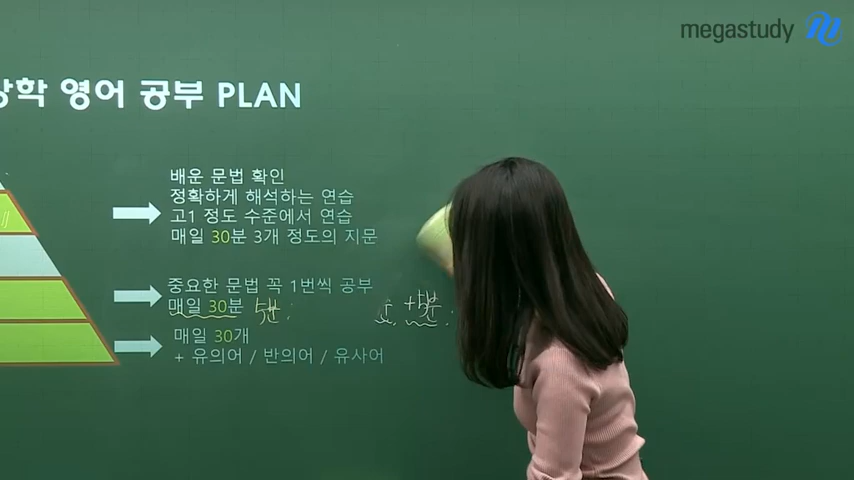 megastudy
영어 공부 PLAN
배운 문법 확인
정확하게 해석하는 연습
고1 정도 수준에서 연습
매일 30분 3개 정도의 지문
중요한 문법 꼭 1번씩 공부
매일 30분
매일 30개
+ 유의어 / 반의어 / 유사어